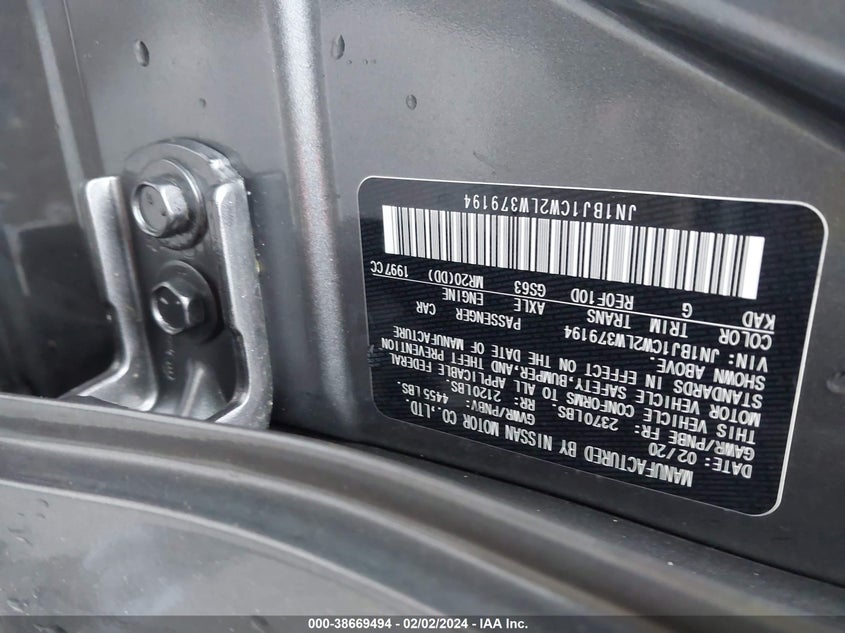 MANUFACTURED BY NISSAN MOTOR CO.,LTD
DATE: 02/20 GVWR/PNBV: 4455 LBS.
GAWR/PNBE FR: 2370LBS. RR: 2120LBS.
THIS VEHICLE CONFORMS TO ALL APPLICABLE FEDERAL
MOTOR VEHICLE SAFETY,BUMPER,AND THEFT PREVENTION
STANDARDS IN EFFECT ON THE DATE OF MANUFACTURE
SHOWN ABOVE.
VIN: JN1BJ1CW2LW379194 PASSENGER CAR
COLOR TRIM TRANS AXLE ENGINE
KAD G RE0F10D GS63 MR20(DD) 1997CC
JN1BJ1CW2LW379194
000-38669494 - 02/02/2024 - IAA Inc.